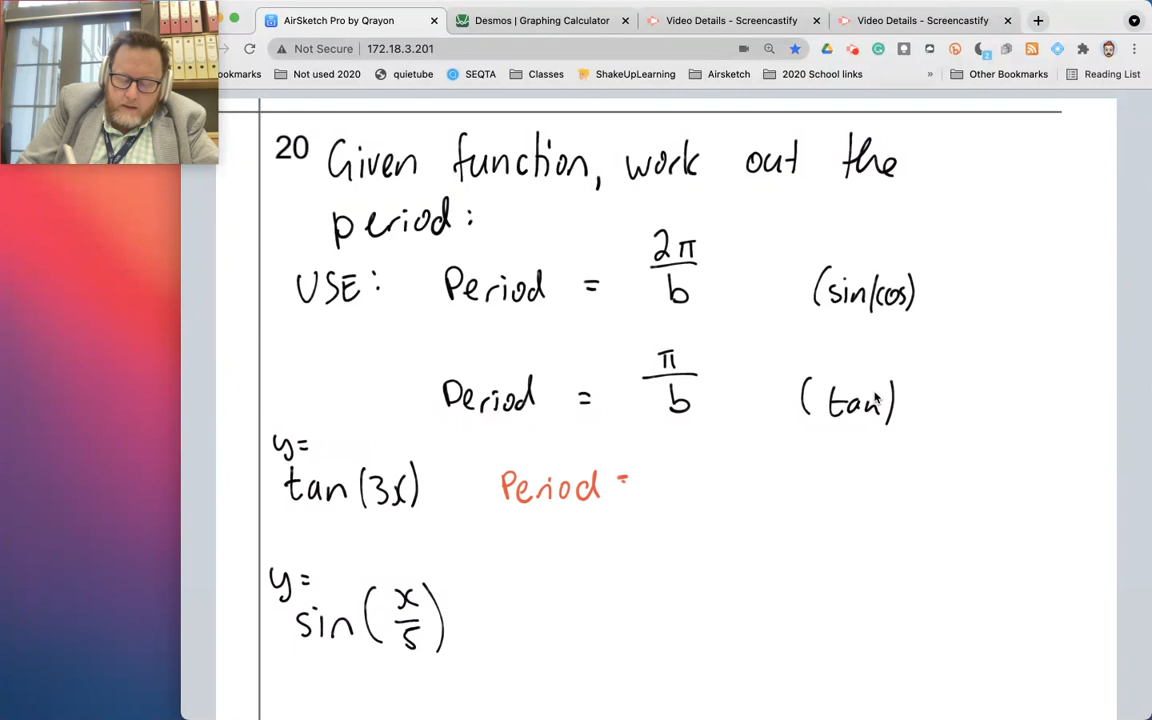 AirSketch Pro by Qrayon
Desmos | Graphing Calculator
Video Details - Screencastify
Video Details - Screencastify
Not Secure | 172.18.3.201
ookmarks
Not used 2020
quietube
SEQTA
Classes
ShakeUpLearning
Airsketch
2020 School links
»
Other Bookmarks
Reading List
20 Given function, work out the
period:
USE: Period = 2π/b (sin/cos)
Period = π/b (tan)
y=
tan(3x) Period =
y=
sin(x/5)